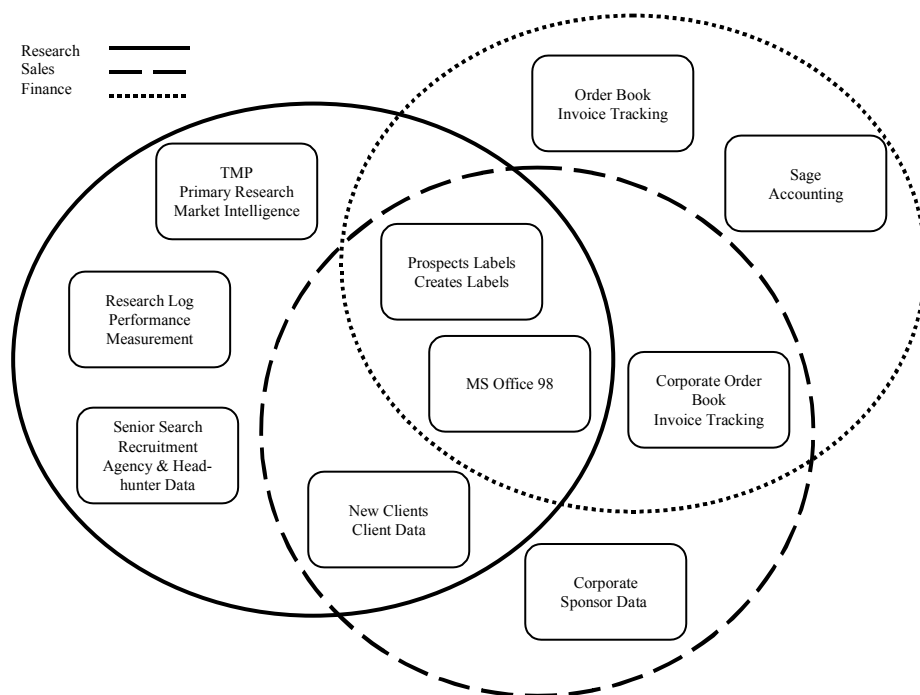 Research
Sales
Finance
Order Book
Invoice Tracking
Sage
Accounting
TMP
Primary Research
Market Intelligence
Prospects Labels
Creates Labels
Research Log
Performance
Measurement
MS Office 98
Corporate Order
Book
Invoice Tracking
Senior Search
Recruitment
Agency & Head-
hunter Data
New Clients
Client Data
Corporate
Sponsor Data